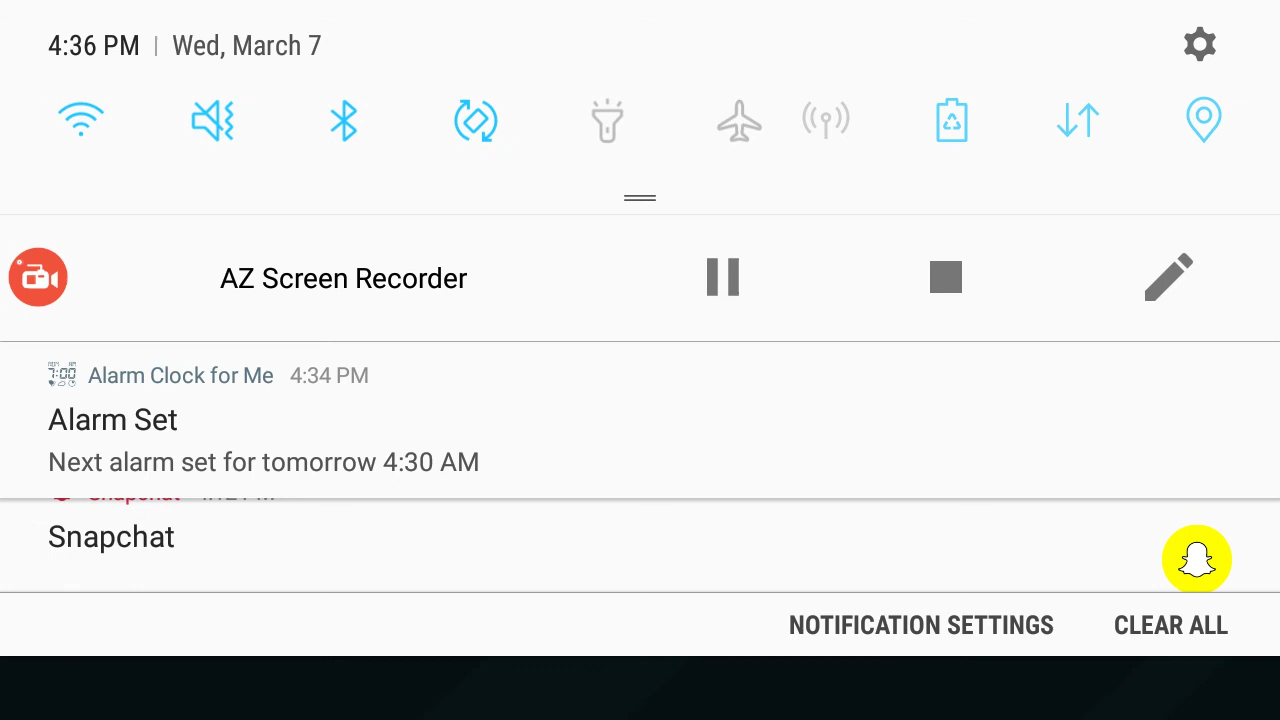 4:36 PM | Wed, March 7
AZ Screen Recorder
Alarm Clock for Me 4:34 PM
Alarm Set
Next alarm set for tomorrow 4:30 AM
Snapchat
Snapchat
NOTIFICATION SETTINGS CLEAR ALL